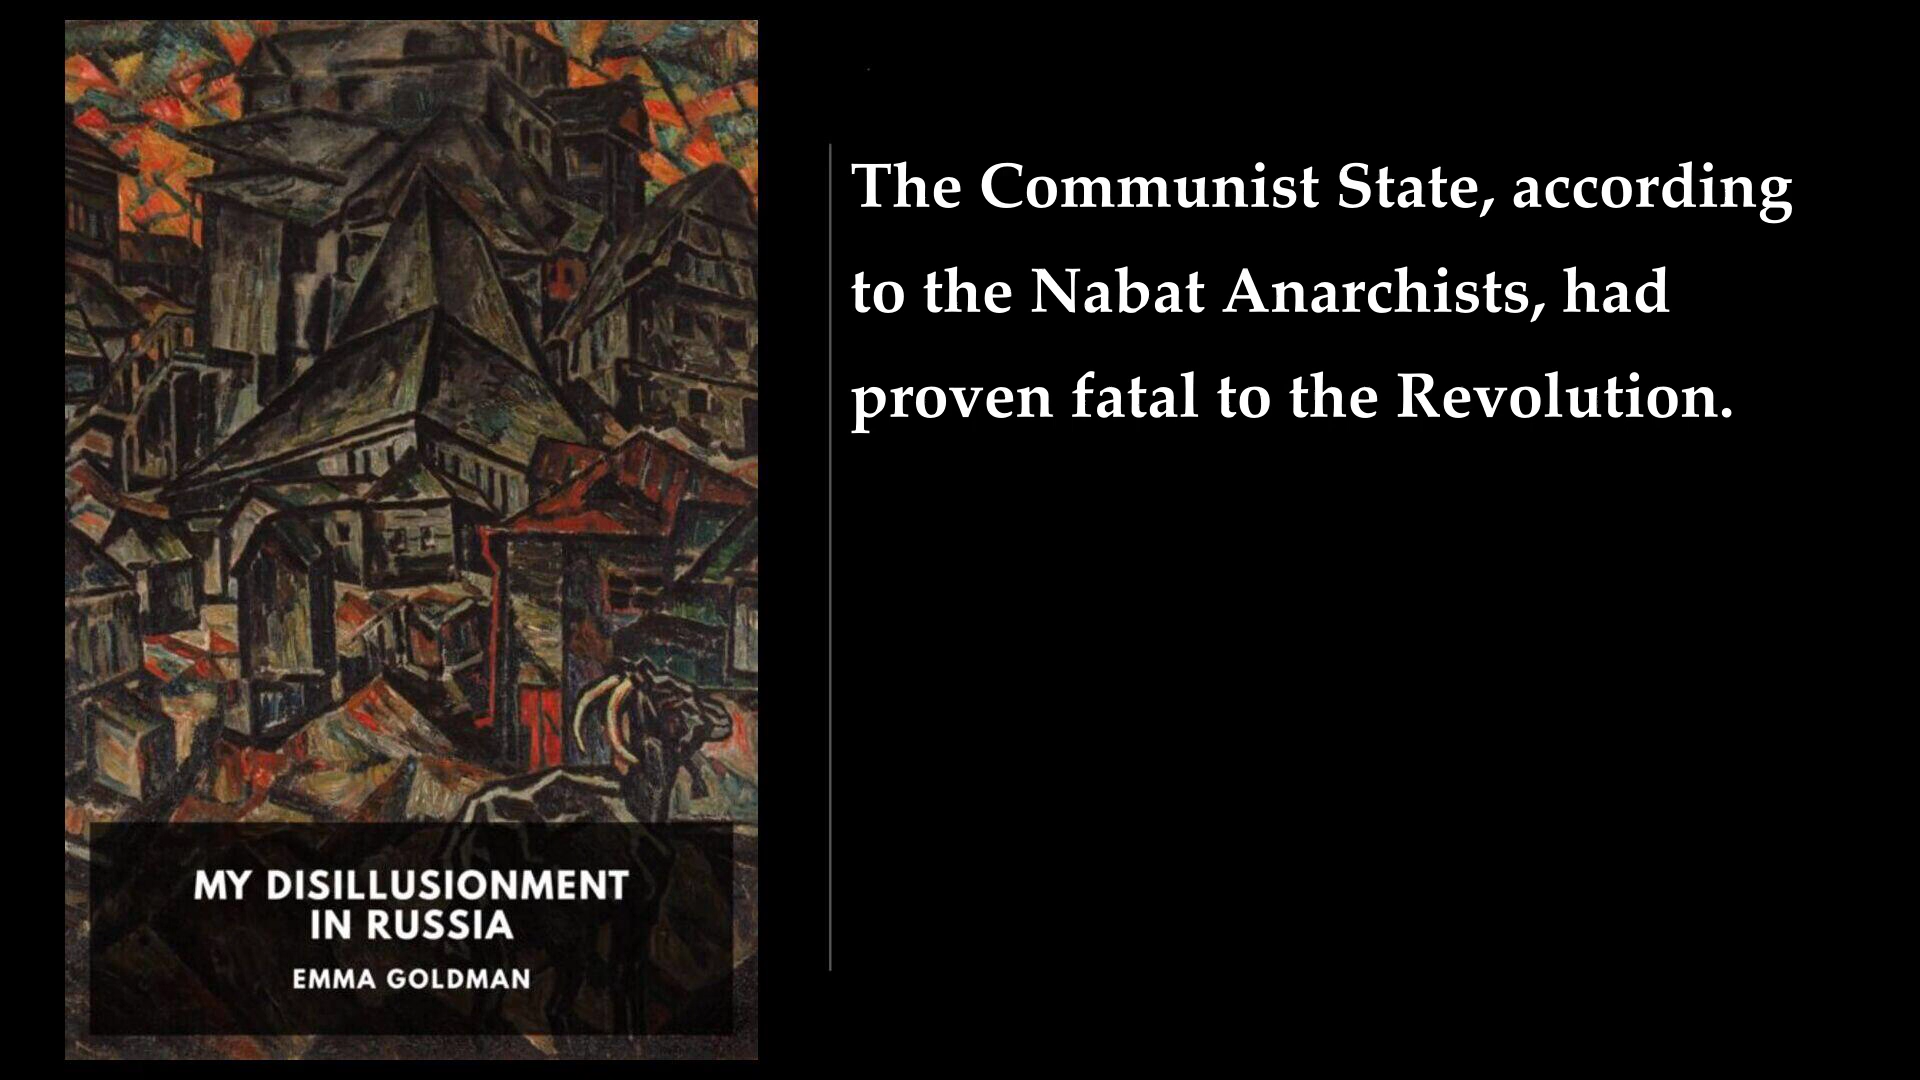 The Communist State, according
to the Nabat Anarchists, had
proven fatal to the Revolution.
MY DISILLUSIONMENT
IN RUSSIA
EMMA GOLDMAN